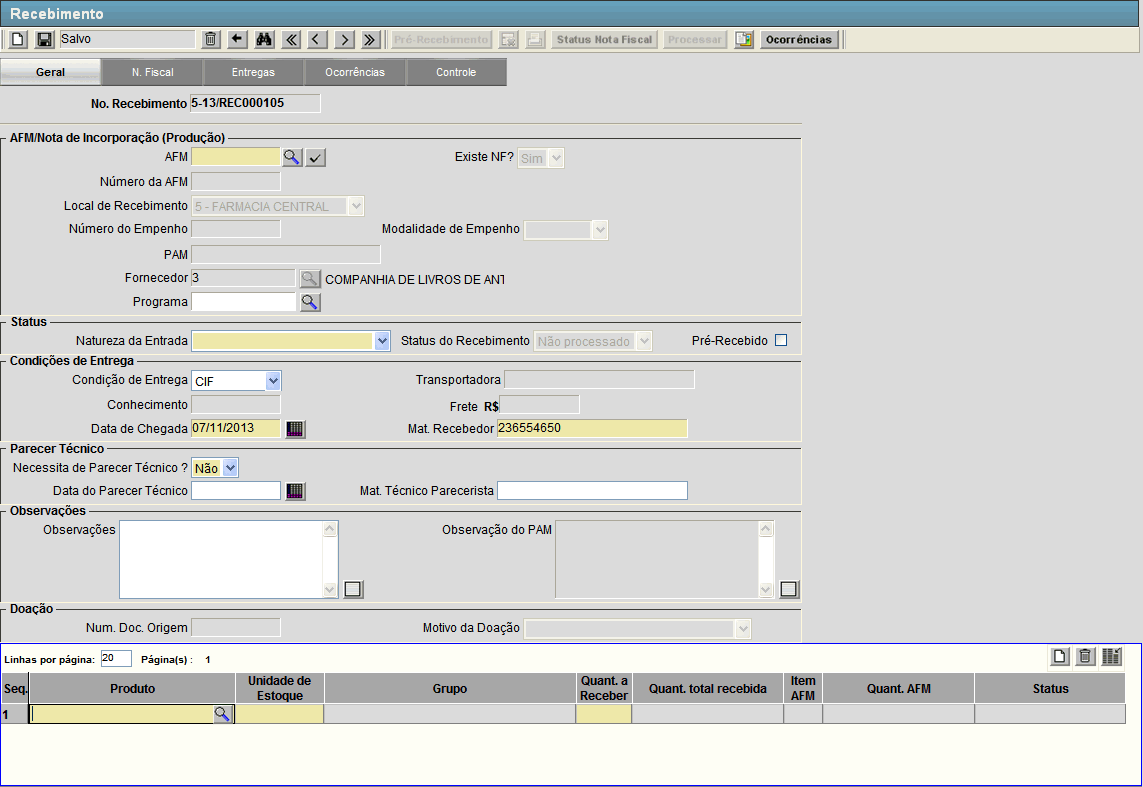 Recebimento
Salvo Pré-Recebimento Status Nota Fiscal Processar Ocorrências
Geral N. Fiscal Entregas Ocorrências Controle
No. Recebimento 5-13/REC000105
AFM/Nota de Incorporação (Produção)
AFM Existe NF? Sim
Número da AFM
Local de Recebimento 5 - FARMACIA CENTRAL
Número do Empenho Modalidade de Empenho
PAM
Fornecedor 3 COMPANHIA DE LIVROS DE ANT
Programa
Status
Natureza da Entrada Status do Recebimento Não processado Pré-Recebido
Condições de Entrega
Condição de Entrega CIF Transportadora
Conhecimento Frete R$
Data de Chegada 07/11/2013 Mat. Recebedor 236554650
Parecer Técnico
Necessita de Parecer Técnico ? Não
Data do Parecer Técnico Mat. Técnico Parecerista
Observações
Observações Observação do PAM
Doação
Num. Doc. Origem Motivo da Doação
Linhas por página: 20 Página(s) : 1
Seq. Produto Unidade de Estoque Grupo Quant. a Receber Quant. total recebida Item AFM Quant. AFM Status
1